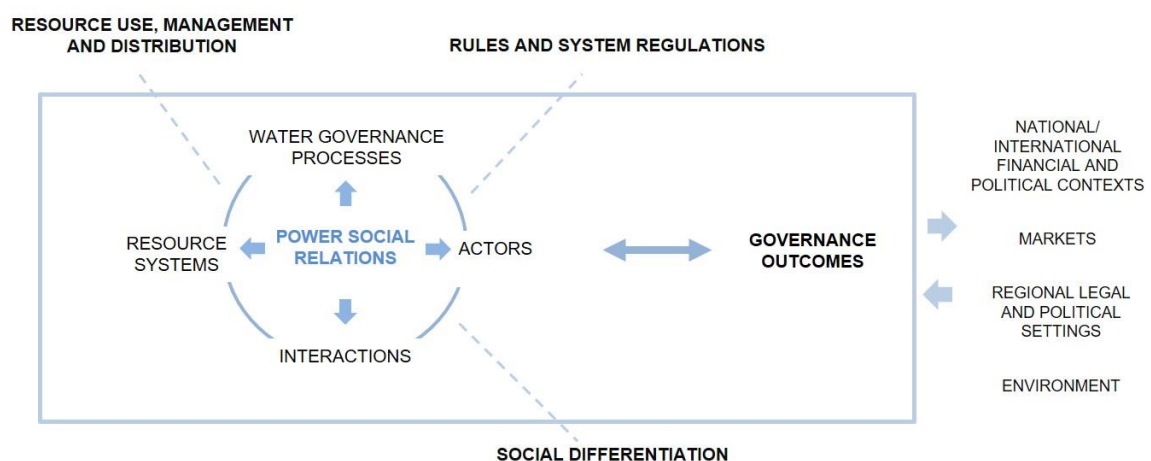 RESOURCE USE, MANAGEMENT
AND DISTRIBUTION
RULES AND SYSTEM REGULATIONS
WATER GOVERNANCE
PROCESSES
RESOURCE
SYSTEMS
POWER SOCIAL
RELATIONS
ACTORS
INTERACTIONS
GOVERNANCE
OUTCOMES
NATIONAL/
INTERNATIONAL
FINANCIAL AND
POLITICAL CONTEXTS
MARKETS
REGIONAL LEGAL
AND POLITICAL
SETTINGS
ENVIRONMENT
SOCIAL DIFFERENTIATION